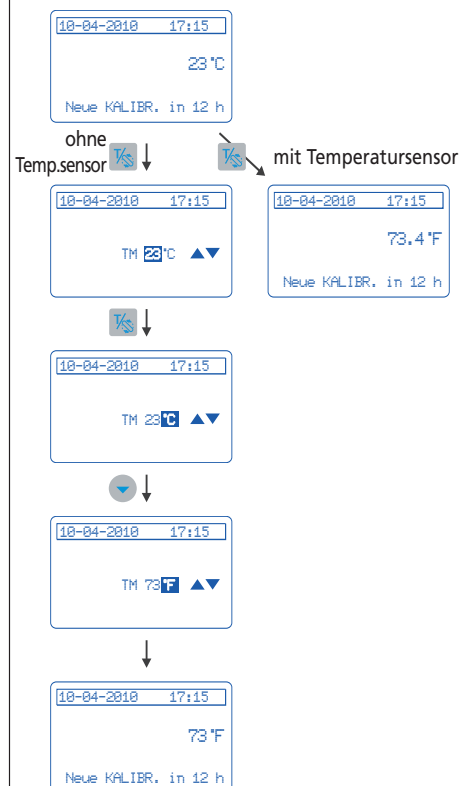 10-04-2010 17:15
23°C
Neue KALIBR. in 12 h
ohne
Temp.sensor
T/
T/
mit Temperatursensor
10-04-2010 17:15
TM 23°C ▲▼
10-04-2010 17:15
73.4°F
Neue KALIBR. in 12 h
T/
10-04-2010 17:15
TM 23°C ▲▼
10-04-2010 17:15
TM 73°F ▲▼
10-04-2010 17:15
73°F
Neue KALIBR. in 12 h